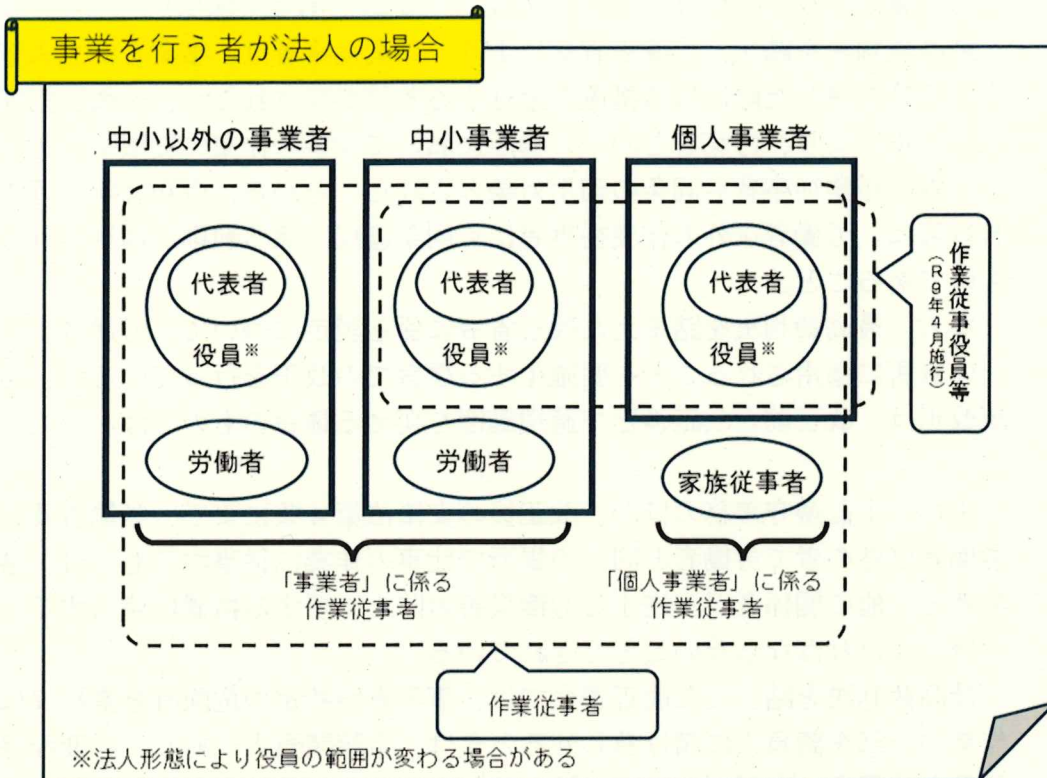 事業を行う者が法人の場合
中小以外の事業者
中小事業者
個人事業者
代表者
役員※
労働者
代表者
役員※
労働者
代表者
役員※
家族従事者
作業従事役員等
（R9年4月施行）
「事業者」に係る
作業従事者
「個人事業者」に係る
作業従事者
作業従事者
※法人形態により役員の範囲が変わる場合がある